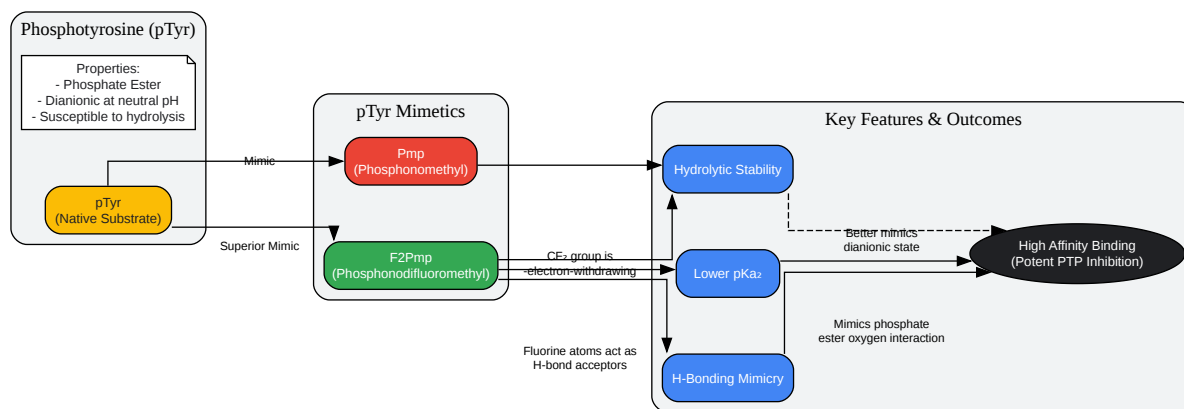 Phosphotyrosine (pTyr)
Properties:
- Phosphate Ester
- Dianionic at neutral pH
- Susceptible to hydrolysis
pTyr
(Native Substrate)
Mimic
Superior Mimic
pTyr Mimetics
Pmp
(Phosphonomethyl)
F2Pmp
(Phosphonodifluoromethyl)
CF₂ group is
electron-withdrawing
Fluorine atoms act as
H-bond acceptors
Key Features & Outcomes
Hydrolytic Stability
Lower pKa₂
H-Bonding Mimicry
Better mimics
dianionic state
Mimics phosphate
ester oxygen interaction
High Affinity Binding
(Potent PTP Inhibition)